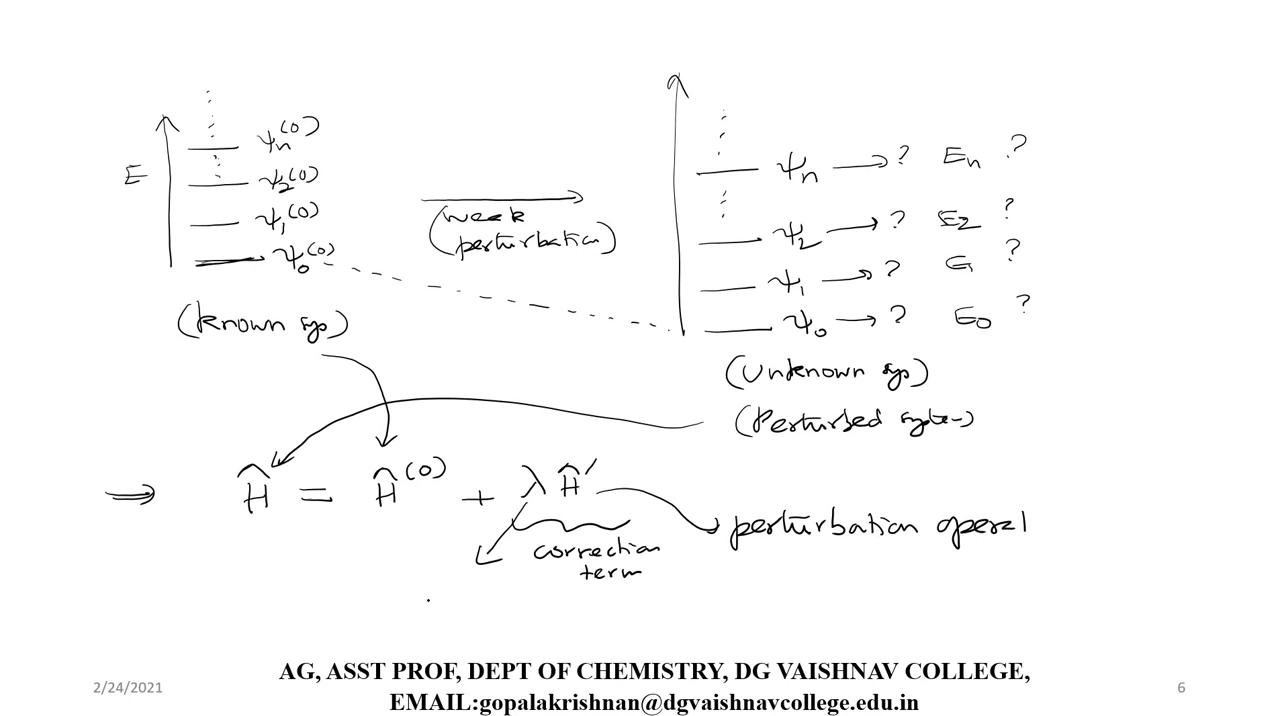 E
ψn(0)
ψ2(0)
ψ1(0)
ψ0(0)
(known sys)
(week
perturbation)
ψn → ? En ?
ψ2 → ? E2 ?
ψ1 → ? E1 ?
ψ0 → ? E0 ?
(Unknown sys)
(Perturbed system)
⇒ Ĥ = Ĥ(0) + λ Ĥ′
perturbation operat
correction
term
2/24/2021
AG, ASST PROF, DEPT OF CHEMISTRY, DG VAISHNAV COLLEGE,
EMAIL:gopalakrishnan@dgvaishnavcollege.edu.in
6